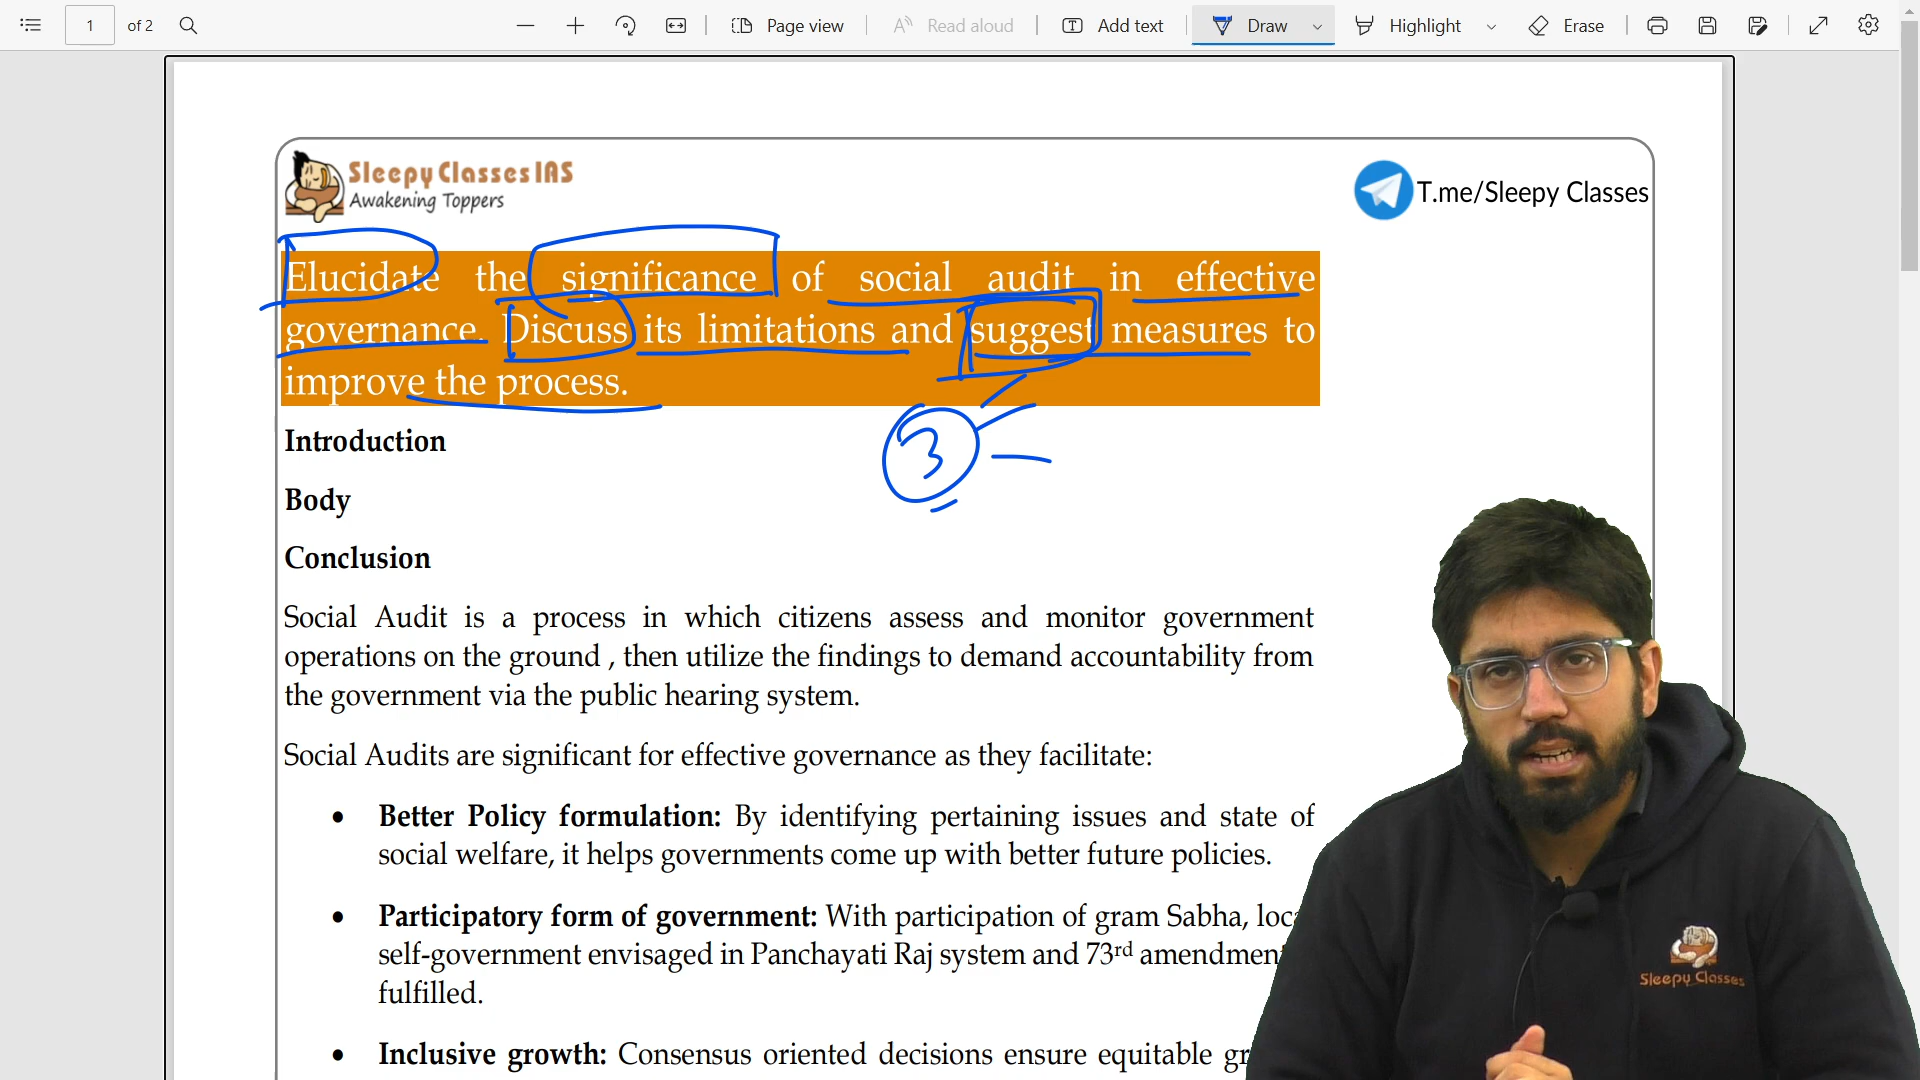 1 of 2 Page view Read aloud Add text Draw Highlight Erase
Sleepy Classes IAS
Awakening Toppers
T.me/Sleepy Classes
Elucidate the significance of social audit in effective
governance. Discuss its limitations and suggest measures to
improve the process.
3
Introduction
Body
Conclusion
Social Audit is a process in which citizens assess and monitor government
operations on the ground , then utilize the findings to demand accountability from
the government via the public hearing system.
Social Audits are significant for effective governance as they facilitate:
• Better Policy formulation: By identifying pertaining issues and state of
social welfare, it helps governments come up with better future policies.
• Participatory form of government: With participation of gram Sabha,
self-government envisaged in Panchayati Raj system and 73rd
fulfilled.
• Inclusive growth: Consensus oriented decisions ensure equitable
Sleepy Classes